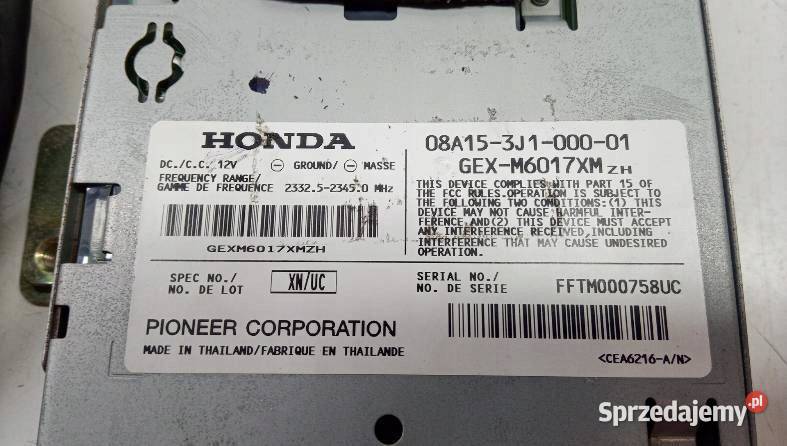 HONDA
08A15-3J1-000-01
GEX-M6017XM ZH
DC./C.C. 12V ⊖ GROUND/ ⊖ MASSE
FREQUENCY RANGE/
GAMME DE FREQUENCE 2332.5-2345.0 MHz
GEXM6017XMZH
THIS DEVICE COMPLIES WITH PART 15 OF
THE FCC RULES.OPERATION IS SUBJECT TO
THE FOLLOWING TWO CONDITIONS:(1) THIS
DEVICE MAY NOT CAUSE HARMFUL INTER-
FERENCE,AND(2) THIS DEVICE MUST ACCEPT
ANY INTERFERENCE RECEIVED,INCLUDING
INTERFERENCE THAT MAY CAUSE UNDESIRED
OPERATION.
SPEC NO./
NO. DE LOT
XN/UC
SERIAL NO./
NO. DE SERIE FFTM000758UC
PIONEER CORPORATION
MADE IN THAILAND/FABRIQUE EN THAILANDE
<CEA6216-A/N>
Sprzedajemy.pl